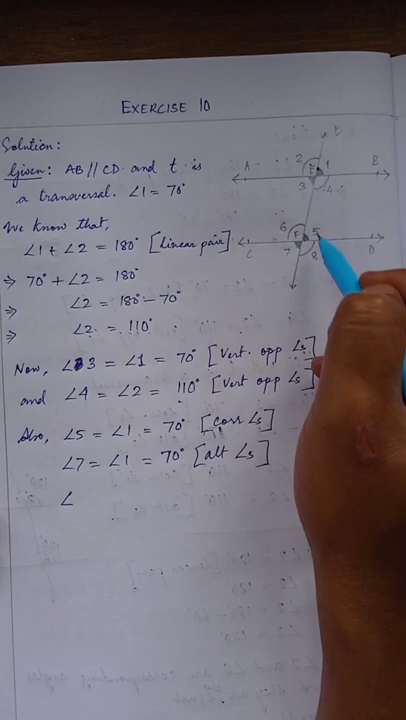 EXERCISE 10
Solution:
Given: AB//CD and t is
a transversal. ∠1 = 70°
We know that,
∠1 + ∠2 = 180° [linear pair]
⇒ 70° + ∠2 = 180°
⇒ ∠2 = 180° - 70°
⇒ ∠2 = 110°
Now, ∠3 = ∠1 = 70° [Vert. opp ∠s]
and ∠4 = ∠2 = 110° [Vert opp ∠s]
Also, ∠5 = ∠1 = 70° [corr ∠s]
∠7 = ∠1 = 70° [alt ∠s]
∠
t
A 2 E 1 B
3 4
6 F 5
C 7 8 D